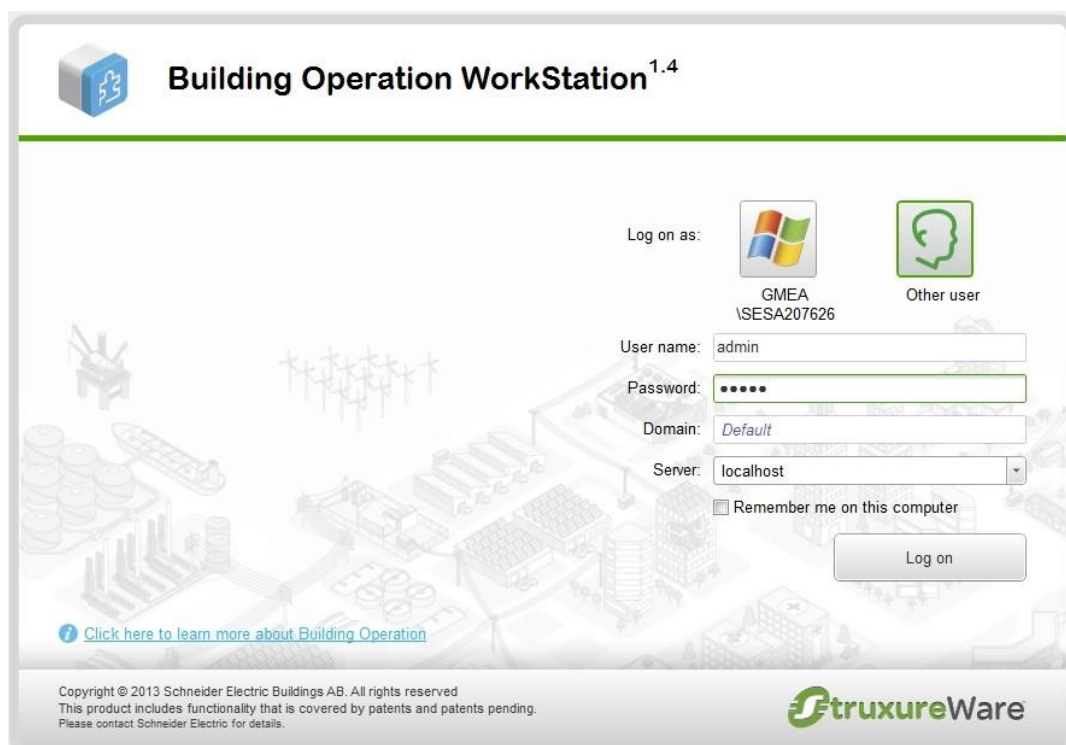 Building Operation WorkStation 1.4
Log on as:
GMEA
\SESA207626
Other user
User name: admin
Password: •••••
Domain: Default
Server: localhost
Remember me on this computer
Log on
Click here to learn more about Building Operation
Copyright © 2013 Schneider Electric Buildings AB. All rights reserved
This product includes functionality that is covered by patents and patents pending.
Please contact Schneider Electric for details.
StruxureWare